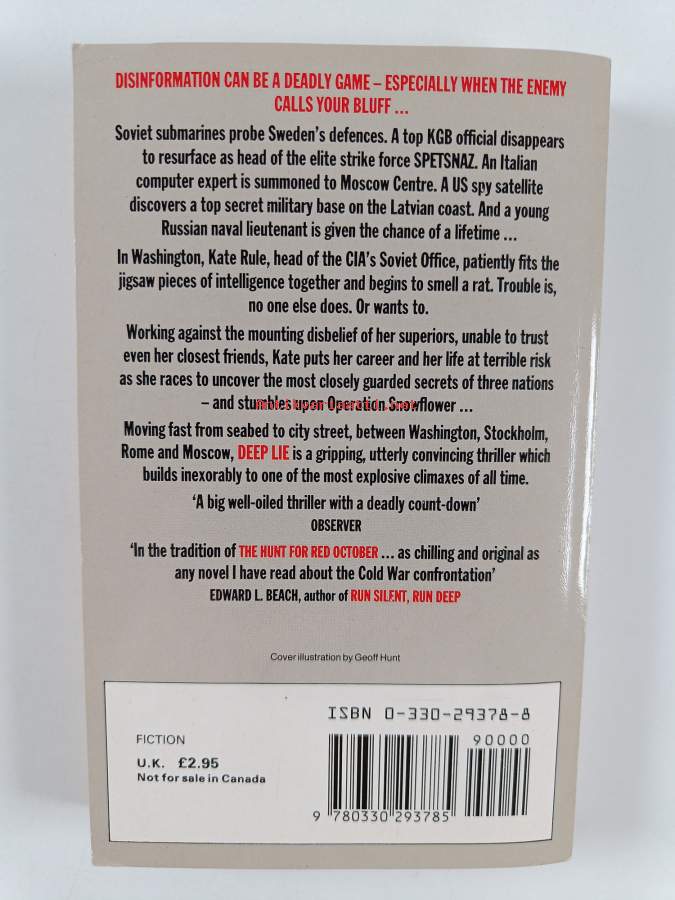 DISINFORMATION CAN BE A DEADLY GAME – ESPECIALLY WHEN THE ENEMY
CALLS YOUR BLUFF ...
Soviet submarines probe Sweden's defences. A top KGB official disappears
to resurface as head of the elite strike force SPETSNAZ. An Italian
computer expert is summoned to Moscow Centre. A US spy satellite
discovers a top secret military base on the Latvian coast. And a young
Russian naval lieutenant is given the chance of a lifetime ...
In Washington, Kate Rule, head of the CIA's Soviet Office, patiently fits the
jigsaw pieces of intelligence together and begins to smell a rat. Trouble is,
no one else does. Or wants to.
Working against the mounting disbelief of her superiors, unable to trust
even her closest friends, Kate puts her career and her life at terrible risk
as she races to uncover the most closely guarded secrets of three nations
– and stumbles upon Operation Snowflower ...
Moving fast from seabed to city street, between Washington, Stockholm,
Rome and Moscow, DEEP LIE is a gripping, utterly convincing thriller which
builds inexorably to one of the most explosive climaxes of all time.
'A big well-oiled thriller with a deadly count-down'
OBSERVER
'In the tradition of THE HUNT FOR RED OCTOBER ... as chilling and original as
any novel I have read about the Cold War confrontation'
EDWARD L. BEACH, author of RUN SILENT, RUN DEEP
Cover illustration by Geoff Hunt
ISBN 0-330-29378-8
FICTION
90000
U.K. £2.95
Not for sale in Canada
9 780330 293785